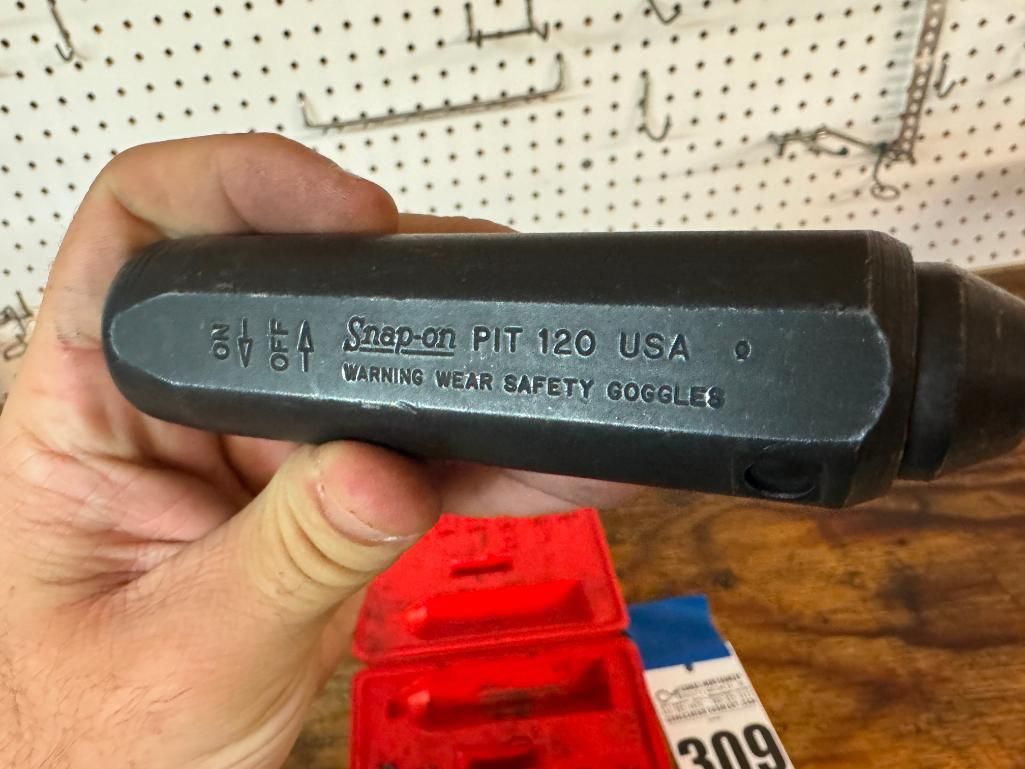 ON
OFF
Snap-on PIT 120 USA
WARNING WEAR SAFETY GOGGLES
309